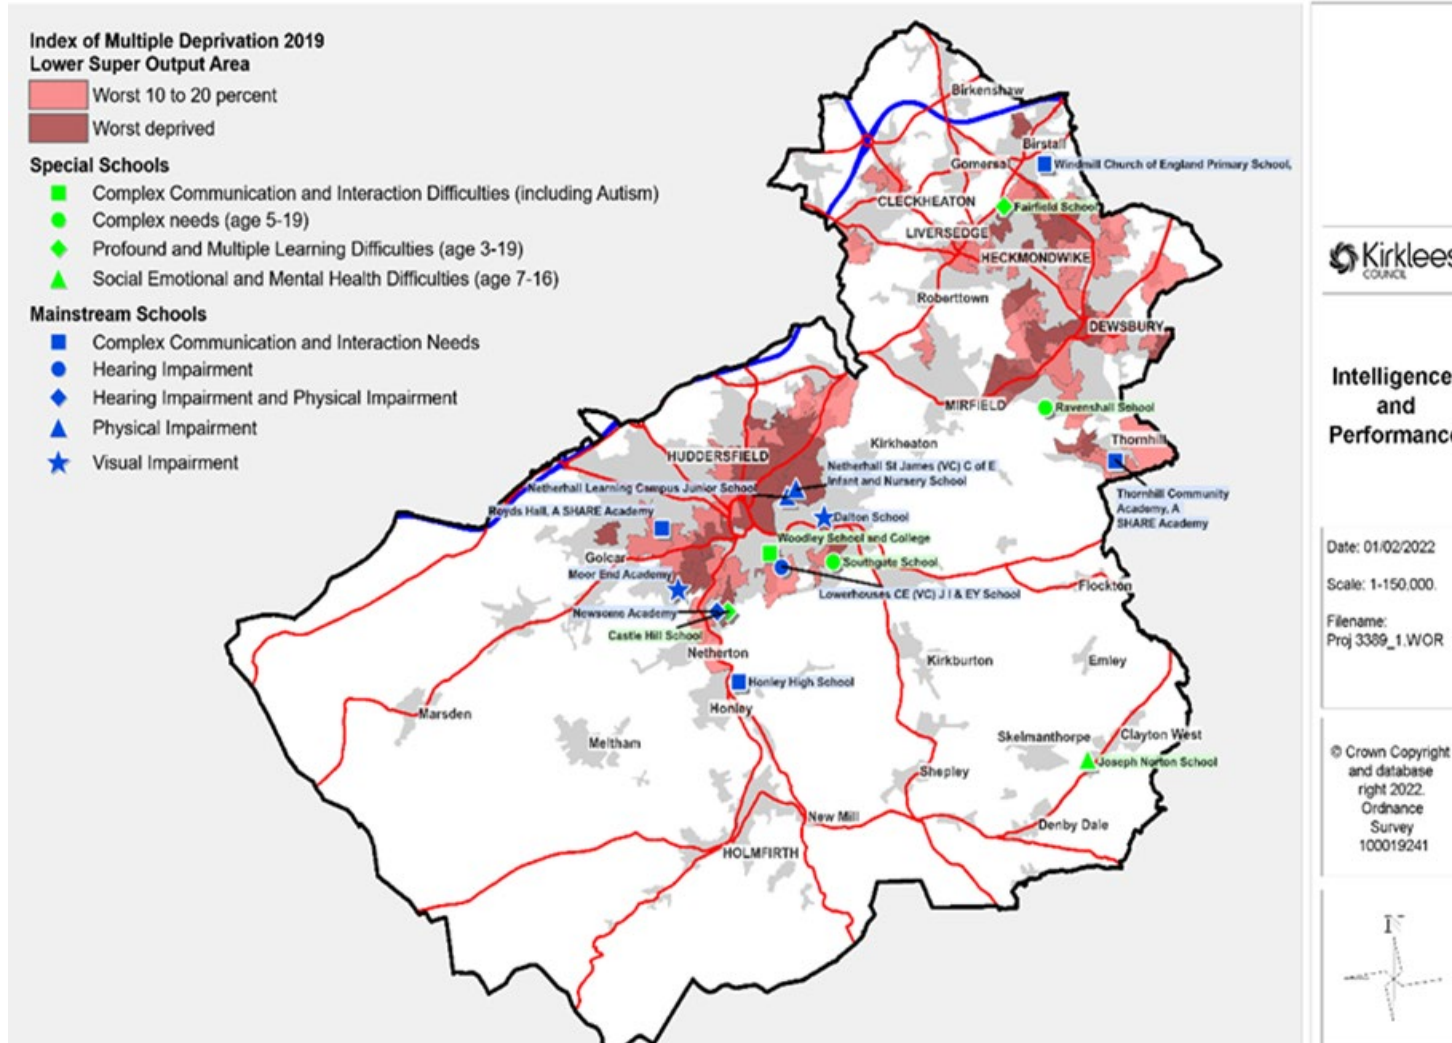 Index of Multiple Deprivation 2019
Lower Super Output Area
Worst 10 to 20 percent
Worst deprived
Special Schools
Complex Communication and Interaction Difficulties (including Autism)
Complex needs (age 5-19)
Profound and Multiple Learning Difficulties (age 3-19)
Social Emotional and Mental Health Difficulties (age 7-16)
Mainstream Schools
Complex Communication and Interaction Needs
Hearing Impairment
Hearing Impairment and Physical Impairment
Physical Impairment
Visual Impairment
Birkenshaw
Birstall
Windmill Church of England Primary School,
Gomersal
CLECKHEATON
Fairfield School
LIVERSEDGE
HECKMONDWIKE
Roberttown
DEWSBURY
MIRFIELD
Ravenshall School
Kirkheaton
Thornhill
HUDDERSFIELD
Netherhall St James (VC) C of E
Infant and Nursery School
Netherhall Learning Campus Junior School
Thornhill Community
Academy, A
SHARE Academy
Royds Hall, A SHARE Academy
Dalton School
Woodley School and College
Golcar
Southgate School
Moor End Academy
Flockton
Lowerhouses CE (VC) J I & EY School
Newsome Academy
Castle Hill School
Netherton
Kirkburton
Emley
Honley High School
Honley
Marsden
Meltham
Skelmanthorpe
Clayton West
Joseph Norton School
Shepley
New Mill
Denby Dale
HOLMFIRTH
Kirklees
COUNCIL
Intelligence
and
Performance
Date: 01/02/2022
Scale: 1-150,000.
Filename:
Proj 3389_1.WOR
© Crown Copyright
and database
right 2022.
Ordnance
Survey
100019241